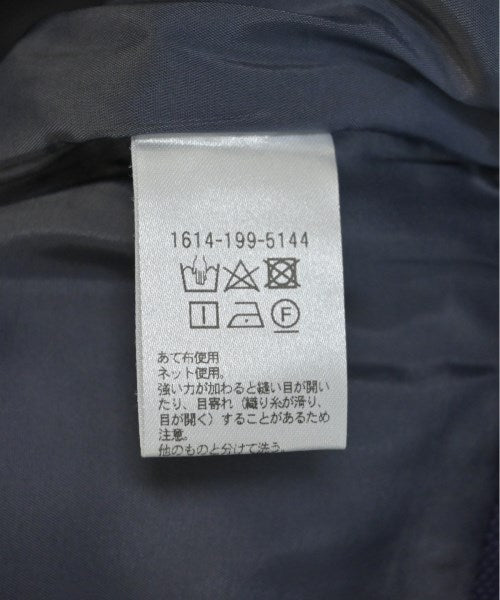 1614-199-5144
F
あて布使用
ネット使用。
強い力が加わると縫い目が開い
たり、目寄れ（織り糸が滑り、
目が開く）することがあるため
注意。
他のものと分けて洗う。